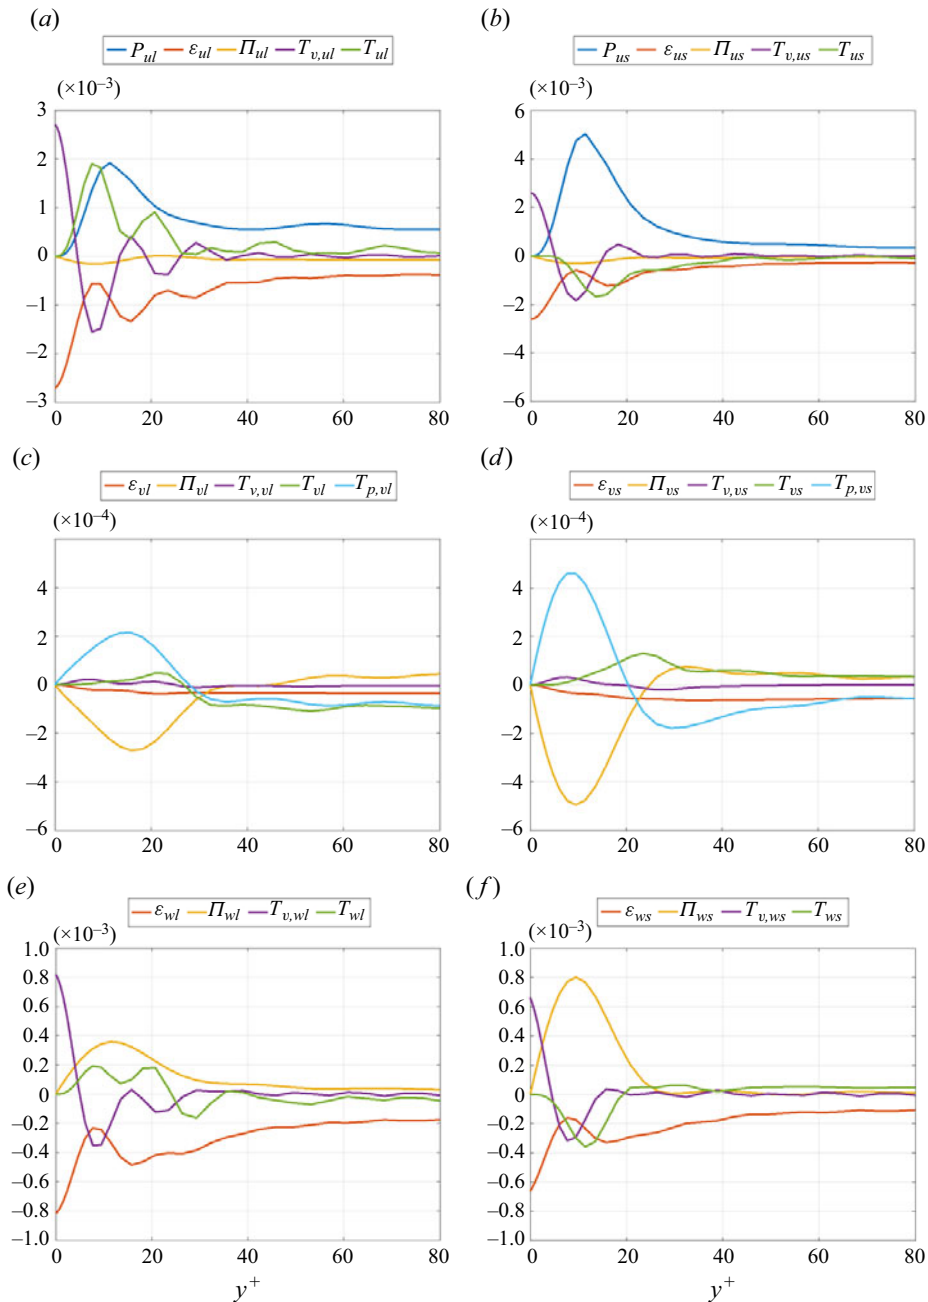 (a) (b)
P_ul ε_ul Π_ul T_v,ul T_ul P_us ε_us Π_us T_v,us T_us
(×10⁻³) (×10⁻³)
3 6
2 4
1 2
0 0
–1 –2
–2 –4
–3 –6
0 20 40 60 80 0 20 40 60 80
(c) (d)
ε_vl Π_vl T_v,vl T_vl T_p,vl ε_vs Π_vs T_v,vs T_vs T_p,vs
(×10⁻⁴) (×10⁻⁴)
4 4
2 2
0 0
–2 –2
–4 –4
–6 –6
0 20 40 60 80 0 20 40 60 80
(e) (f)
ε_wl Π_wl T_v,wl T_wl ε_ws Π_ws T_v,ws T_ws
(×10⁻³) (×10⁻³)
1.0 1.0
0.8 0.8
0.6 0.6
0.4 0.4
0.2 0.2
0 0
–0.2 –0.2
–0.4 –0.4
–0.6 –0.6
–0.8 –0.8
–1.0 –1.0
0 20 40 60 80 0 20 40 60 80
y⁺ y⁺